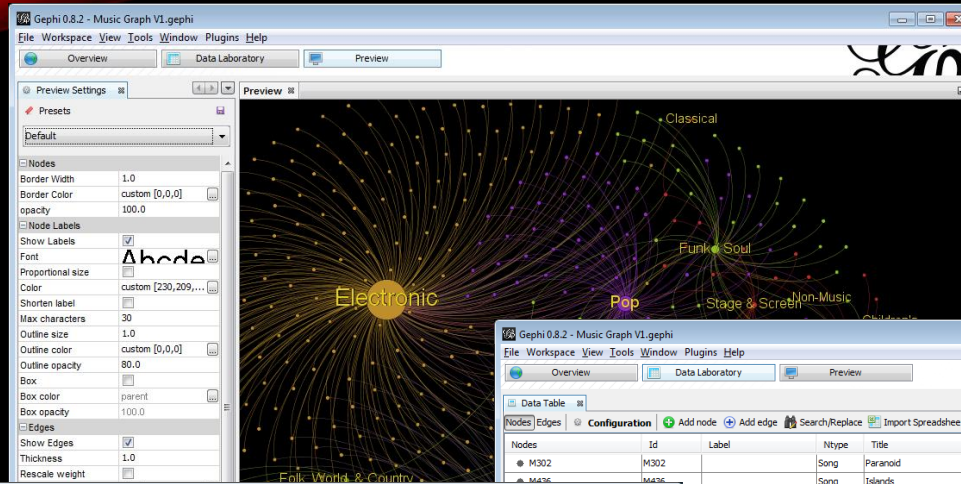 Gephi 0.8.2 - Music Graph V1.gephi
File Workspace View Tools Window Plugins Help
Overview Data Laboratory Preview
Preview Settings
Presets
Default
Nodes
Border Width 1.0
Border Color custom [0,0,0] ...
opacity 100.0
Node Labels
Show Labels
Font Abcde ...
Proportional size
Color custom [230,209,... ...
Shorten label
Max characters 30
Outline size 1.0
Outline color custom [0,0,0] ...
Outline opacity 80.0
Box
Box color parent ...
Box opacity 100.0
Edges
Show Edges
Thickness 1.0
Rescale weight
Preview
Classical
Funk Soul
Electronic
Pop
Stage & Screen
Non-Music
Children's
Folk, World, & Country
Gephi 0.8.2 - Music Graph V1.gephi
File Workspace View Tools Window Plugins Help
Overview Data Laboratory Preview
Data Table
Nodes Edges Configuration Add node Add edge Search/Replace Import Spreadshee
Nodes Id Label Ntype Title
M302 M302 Song Paranoid
M436 M436 Song Islands